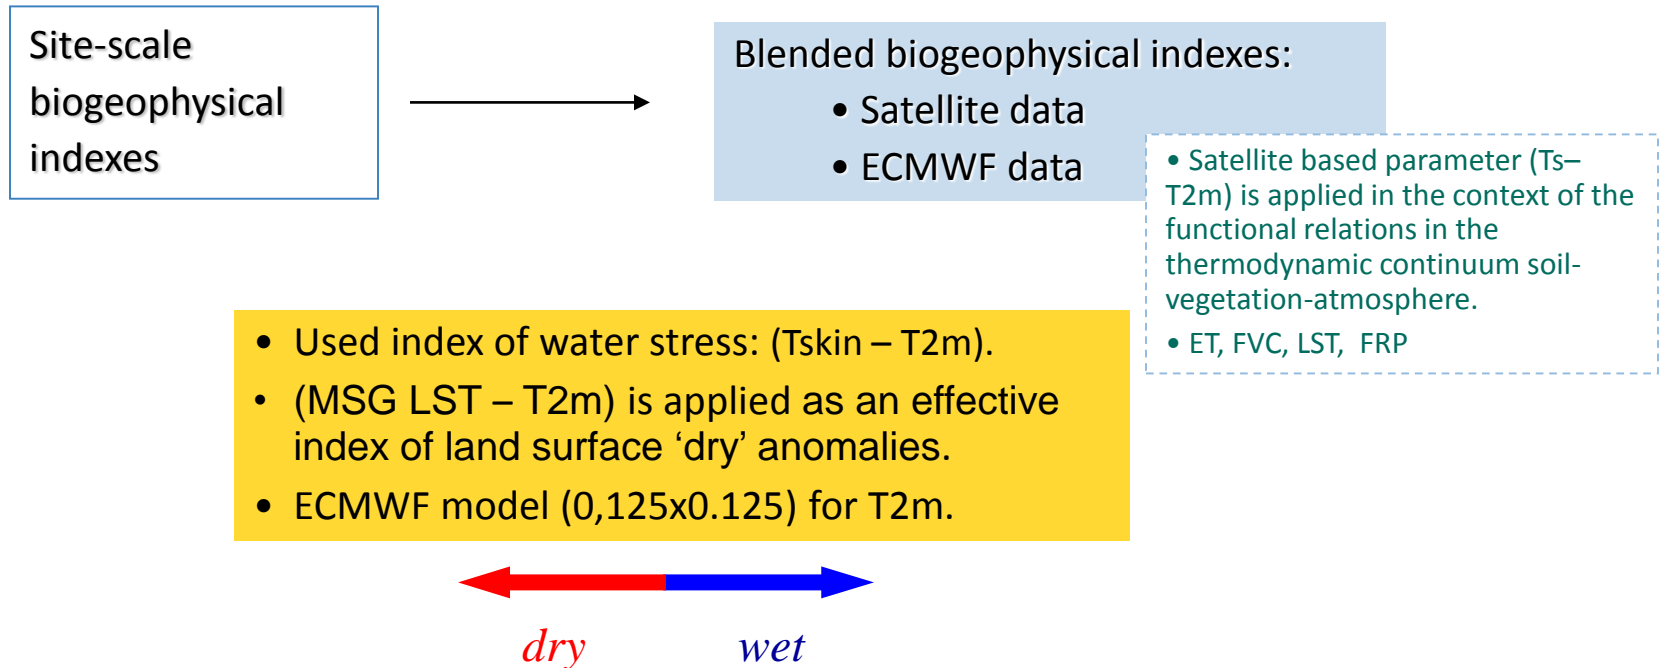 Site-scale
biogeophysical
indexes
Blended biogeophysical indexes:
• Satellite data
• ECMWF data
• Satellite based parameter (Ts–
T2m) is applied in the context of the
functional relations in the
thermodynamic continuum soil-
vegetation-atmosphere.
• ET, FVC, LST, FRP
• Used index of water stress: (Tskin – T2m).
• (MSG LST – T2m) is applied as an effective
index of land surface ‘dry’ anomalies.
• ECMWF model (0,125x0.125) for T2m.
dry wet